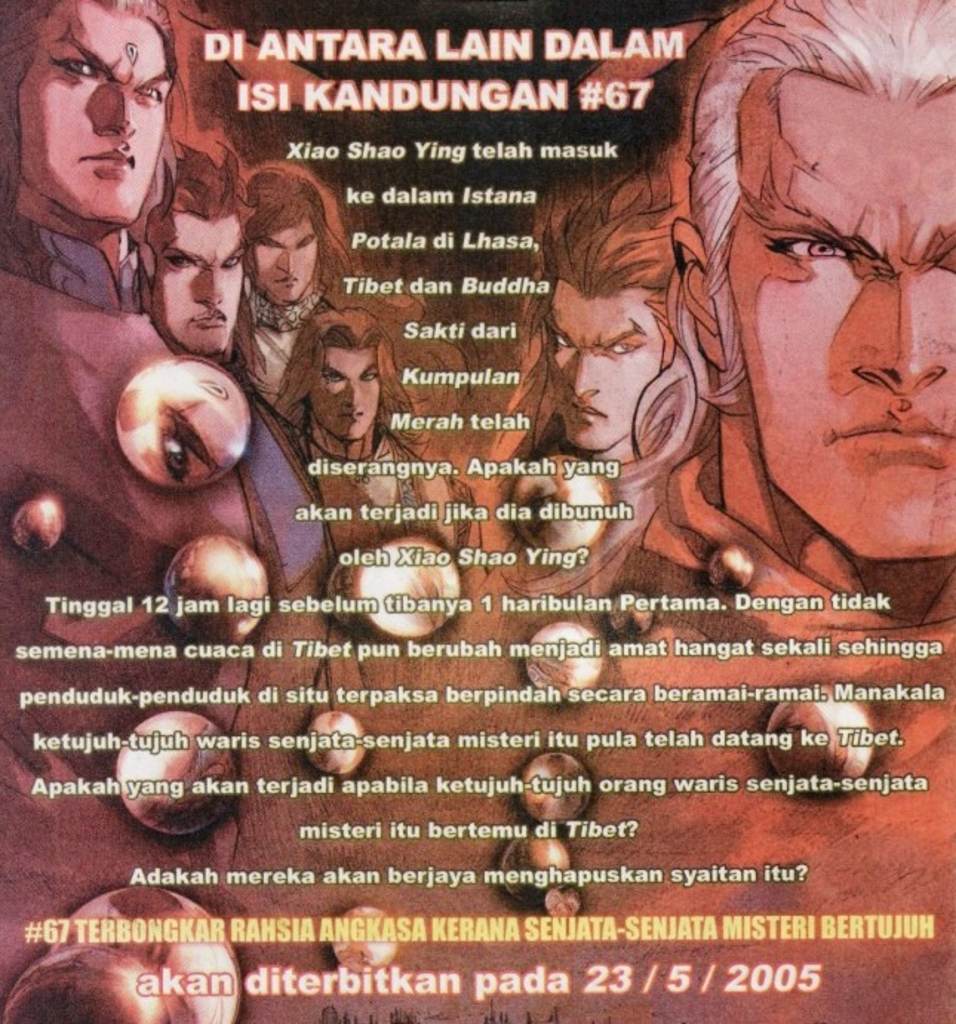 DI ANTARA LAIN DALAM
ISI KANDUNGAN #67
Xiao Shao Ying telah masuk
ke dalam Istana
Potala di Lhasa,
Tibet dan Buddha
Sakti dari
Kumpulan
Merah telah
diserangnya. Apakah yang
akan terjadi jika dia dibunuh
oleh Xiao Shao Ying?
Tinggal 12 jam lagi sebelum tibanya 1 haribulan Pertama. Dengan tidak
semena-mena cuaca di Tibet pun berubah menjadi amat hangat sekali sehingga
penduduk-penduduk di situ terpaksa berpindah secara beramai-ramai. Manakala
ketujuh-tujuh waris senjata-senjata misteri itu pula telah datang ke Tibet.
Apakah yang akan terjadi apabila ketujuh-tujuh orang waris senjata-senjata
misteri itu bertemu di Tibet?
Adakah mereka akan berjaya menghapuskan syaitan itu?
#67 TERBONGKAR RAHSIA ANGKASA KERANA SENJATA-SENJATA MISTERI BERTUJUH
akan diterbitkan pada 23 / 5 / 2005